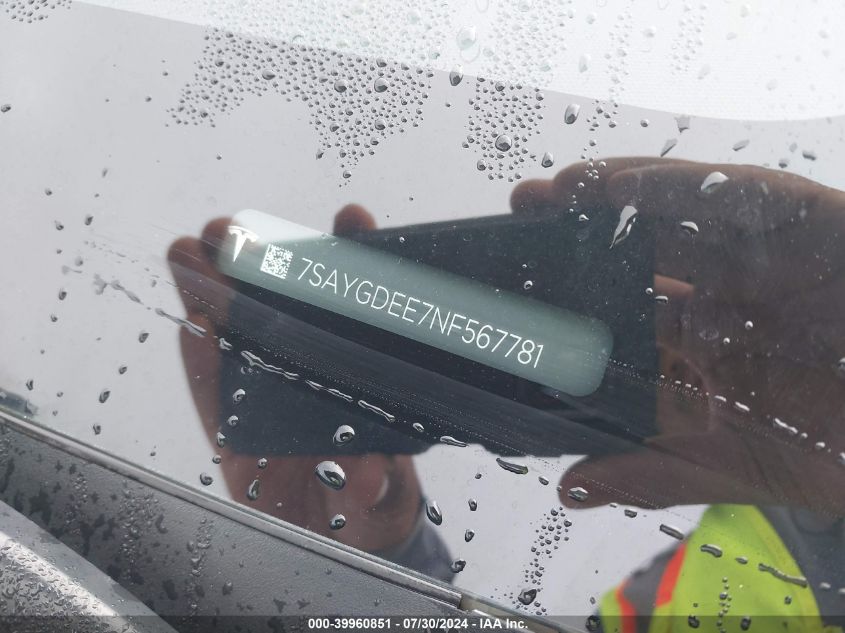 7SAYGDEE7NF567781
000-39960851 / 07/30/2024 - IAA Inc.